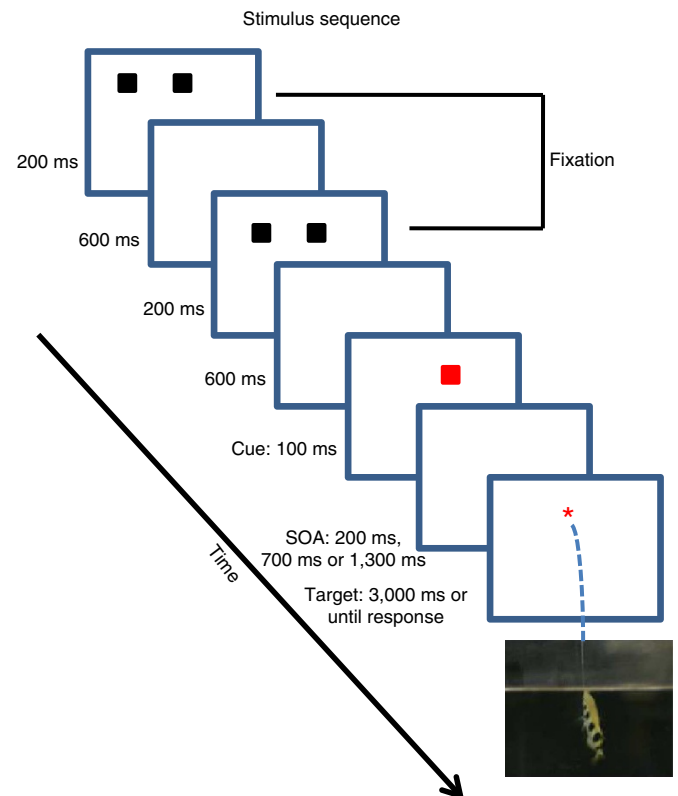 Stimulus sequence
200 ms
Fixation
600 ms
200 ms
600 ms
Cue: 100 ms
SOA: 200 ms,
700 ms or 1,300 ms
Time
Target: 3,000 ms or
until response
*